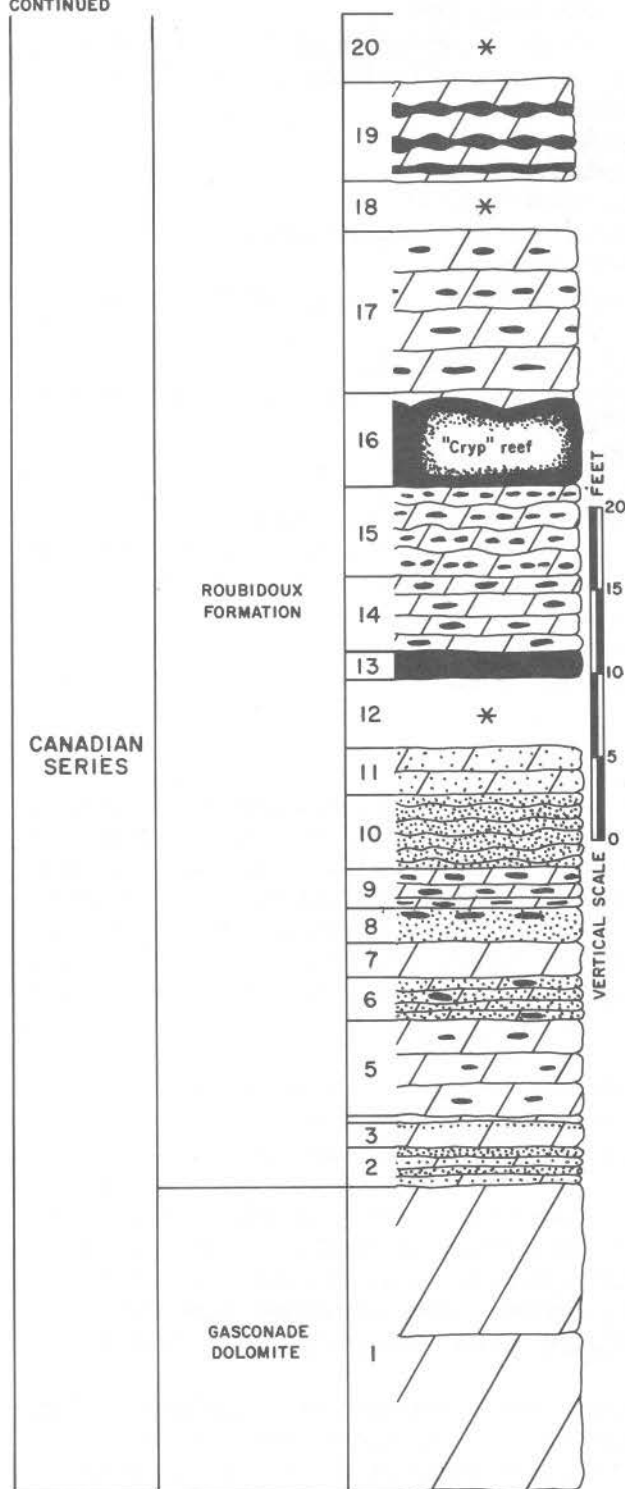 CONTINUED
20 *
19
18 *
17
16
"Cryp" reef
15
14
13
12 *
11
10
9
8
7
6
5
3
2
1
ROUBIDOUX
FORMATION
CANADIAN
SERIES
GASCONADE
DOLOMITE
FEET
20
15
10
5
0
VERTICAL SCALE